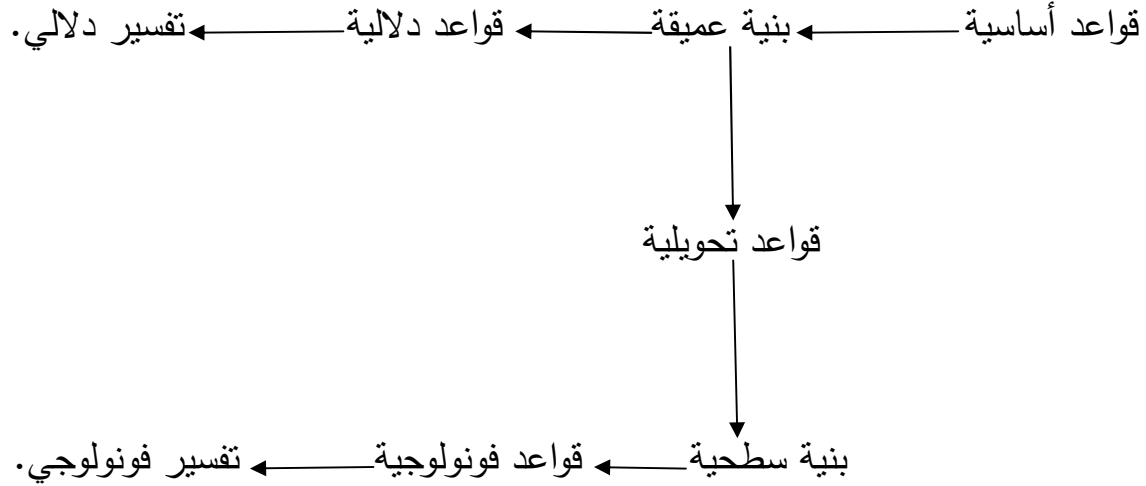 قواعد أساسية بنية عميقة قواعد دلالية تفسير دلالي.
قواعد تحويلية
بنية سطحية قواعد فونولوجية تفسير فونولوجي.